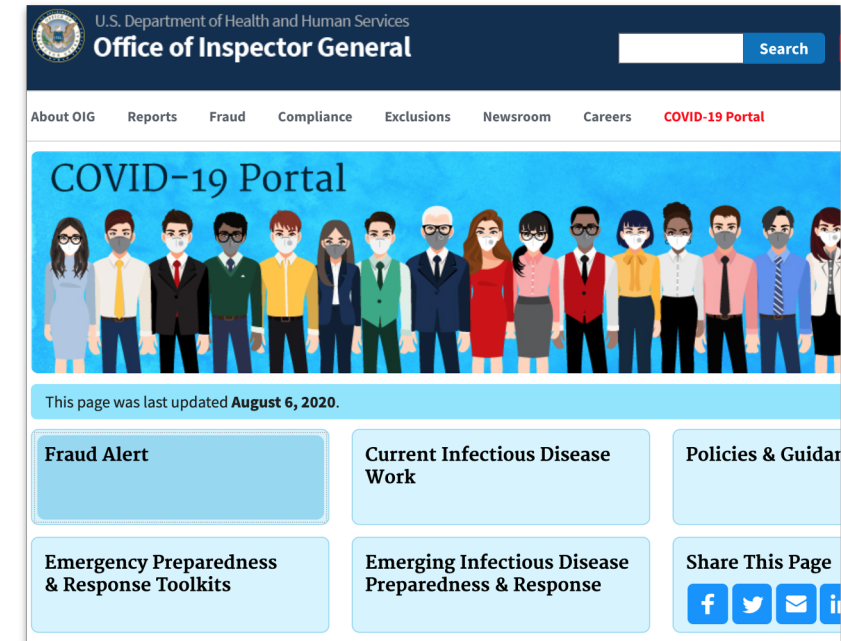 U.S. Department of Health and Human Services
Office of Inspector General
Search
About OIG Reports Fraud Compliance Exclusions Newsroom Careers COVID-19 Portal
COVID-19 Portal
This page was last updated August 6, 2020.
Fraud Alert
Current Infectious Disease
Work
Policies &
Emergency Preparedness
& Response Toolkits
Emerging Infectious Disease
Preparedness & Response
Share This Page